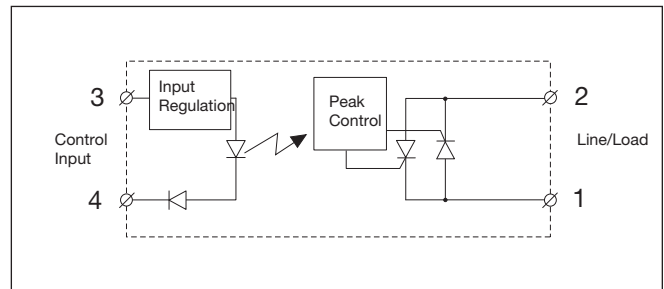 3
Input
Regulation
Control
Input
4
Peak
Control
2
Line/Load
1